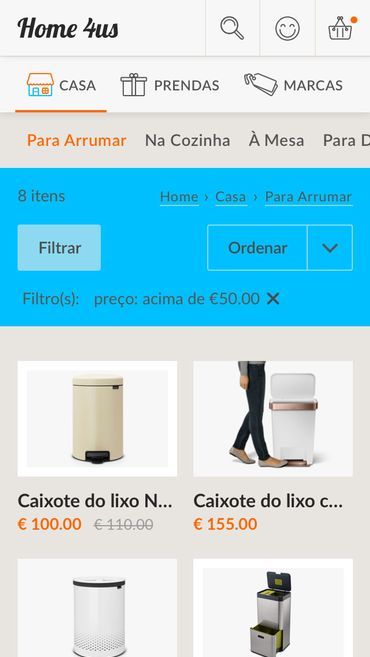 Home 4us
CASA PRENDAS MARCAS
Para Arrumar Na Cozinha À Mesa Para D
8 itens Home › Casa › Para Arrumar
Filtrar Ordenar
Filtro(s): preço: acima de €50.00 ✕
Caixote do lixo N... Caixote do lixo c...
€ 100.00 € 110.00 € 155.00